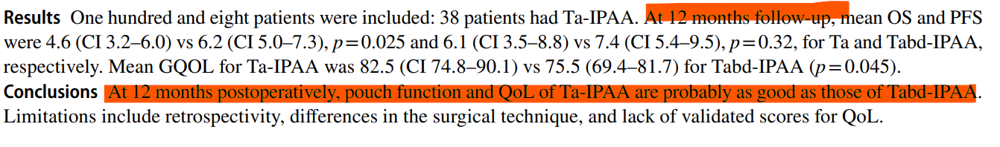 Results One hundred and eight patients were included: 38 patients had Ta-IPAA. At 12 months follow-up, mean OS and PFS
were 4.6 (CI 3.2–6.0) vs 6.2 (CI 5.0–7.3), p=0.025 and 6.1 (CI 3.5–8.8) vs 7.4 (CI 5.4–9.5), p=0.32, for Ta and Tabd-IPAA,
respectively. Mean GQOL for Ta-IPAA was 82.5 (CI 74.8–90.1) vs 75.5 (69.4–81.7) for Tabd-IPAA (p=0.045).
Conclusions At 12 months postoperatively, pouch function and QoL of Ta-IPAA are probably as good as those of Tabd-IPAA.
Limitations include retrospectivity, differences in the surgical technique, and lack of validated scores for QoL.